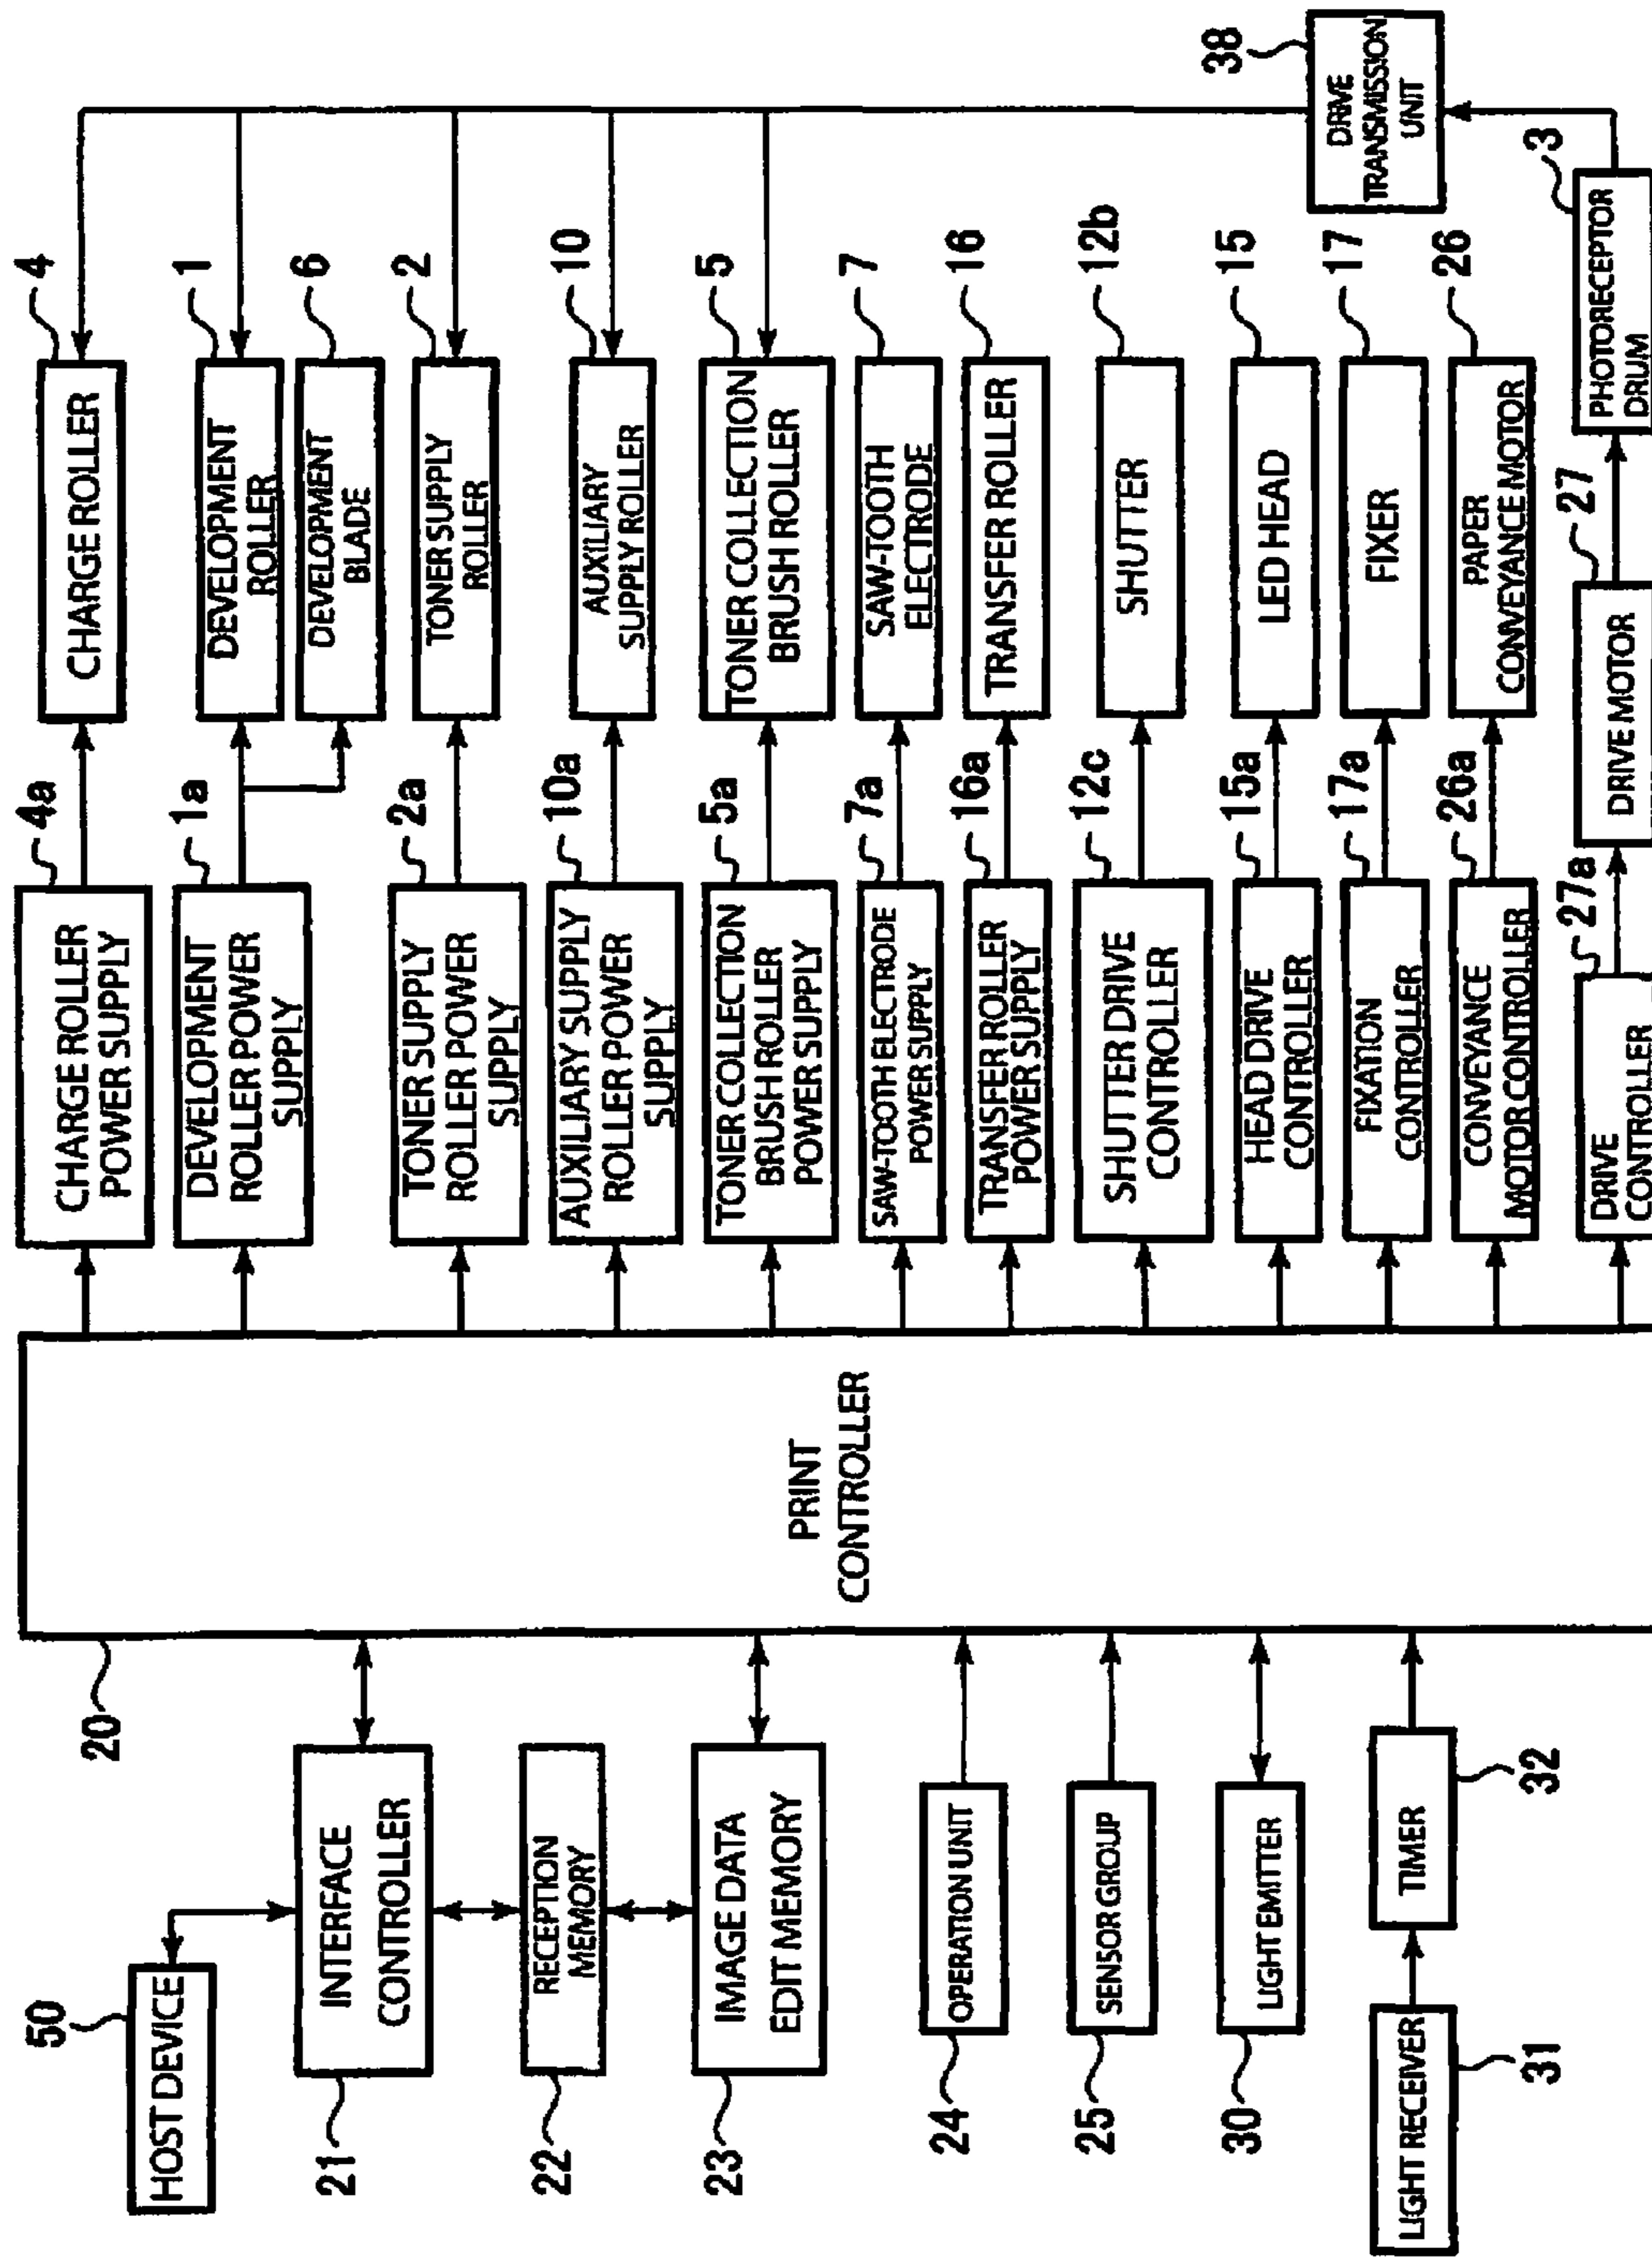 50
HOST DEVICE
21
INTERFACE
CONTROLLER
22
RECEPTION
MEMORY
23
IMAGE DATA
EDIT MEMORY
24
OPERATION UNIT
25
SENSOR GROUP
30
LIGHT EMITTER
31
LIGHT RECEIVER
32
TIMER
20
PRINT
CONTROLLER
4a
CHARGE ROLLER
POWER SUPPLY
4
CHARGE ROLLER
1a
DEVELOPMENT
ROLLER POWER
SUPPLY
1
DEVELOPMENT
ROLLER
6
DEVELOPMENT
BLADE
2a
TONER SUPPLY
ROLLER POWER
SUPPLY
2
TONER SUPPLY
ROLLER
10a
AUXILIARY SUPPLY
ROLLER POWER
SUPPLY
10
AUXILIARY
SUPPLY ROLLER
5a
TONER COLLECTION
BRUSH ROLLER
POWER SUPPLY
5
TONER COLLECTION
BRUSH ROLLER
7a
SAW-TOOTH ELECTRODE
POWER SUPPLY
7
SAW-TOOTH
ELECTRODE
16a
TRANSFER ROLLER
POWER SUPPLY
16
TRANSFER ROLLER
12c
SHUTTER DRIVE
CONTROLLER
12b
SHUTTER
15a
HEAD DRIVE
CONTROLLER
15
LED HEAD
17a
FIXATION
CONTROLLER
17
FIXER
26a
CONVEYANCE
MOTOR CONTROLLER
26
PAPER
CONVEYANCE MOTOR
27a
DRIVE
CONTROLLER
27
DRIVE MOTOR
3
PHOTORECEPTOR
DRUM
38
DRIVE
TRANSMISSION
UNIT